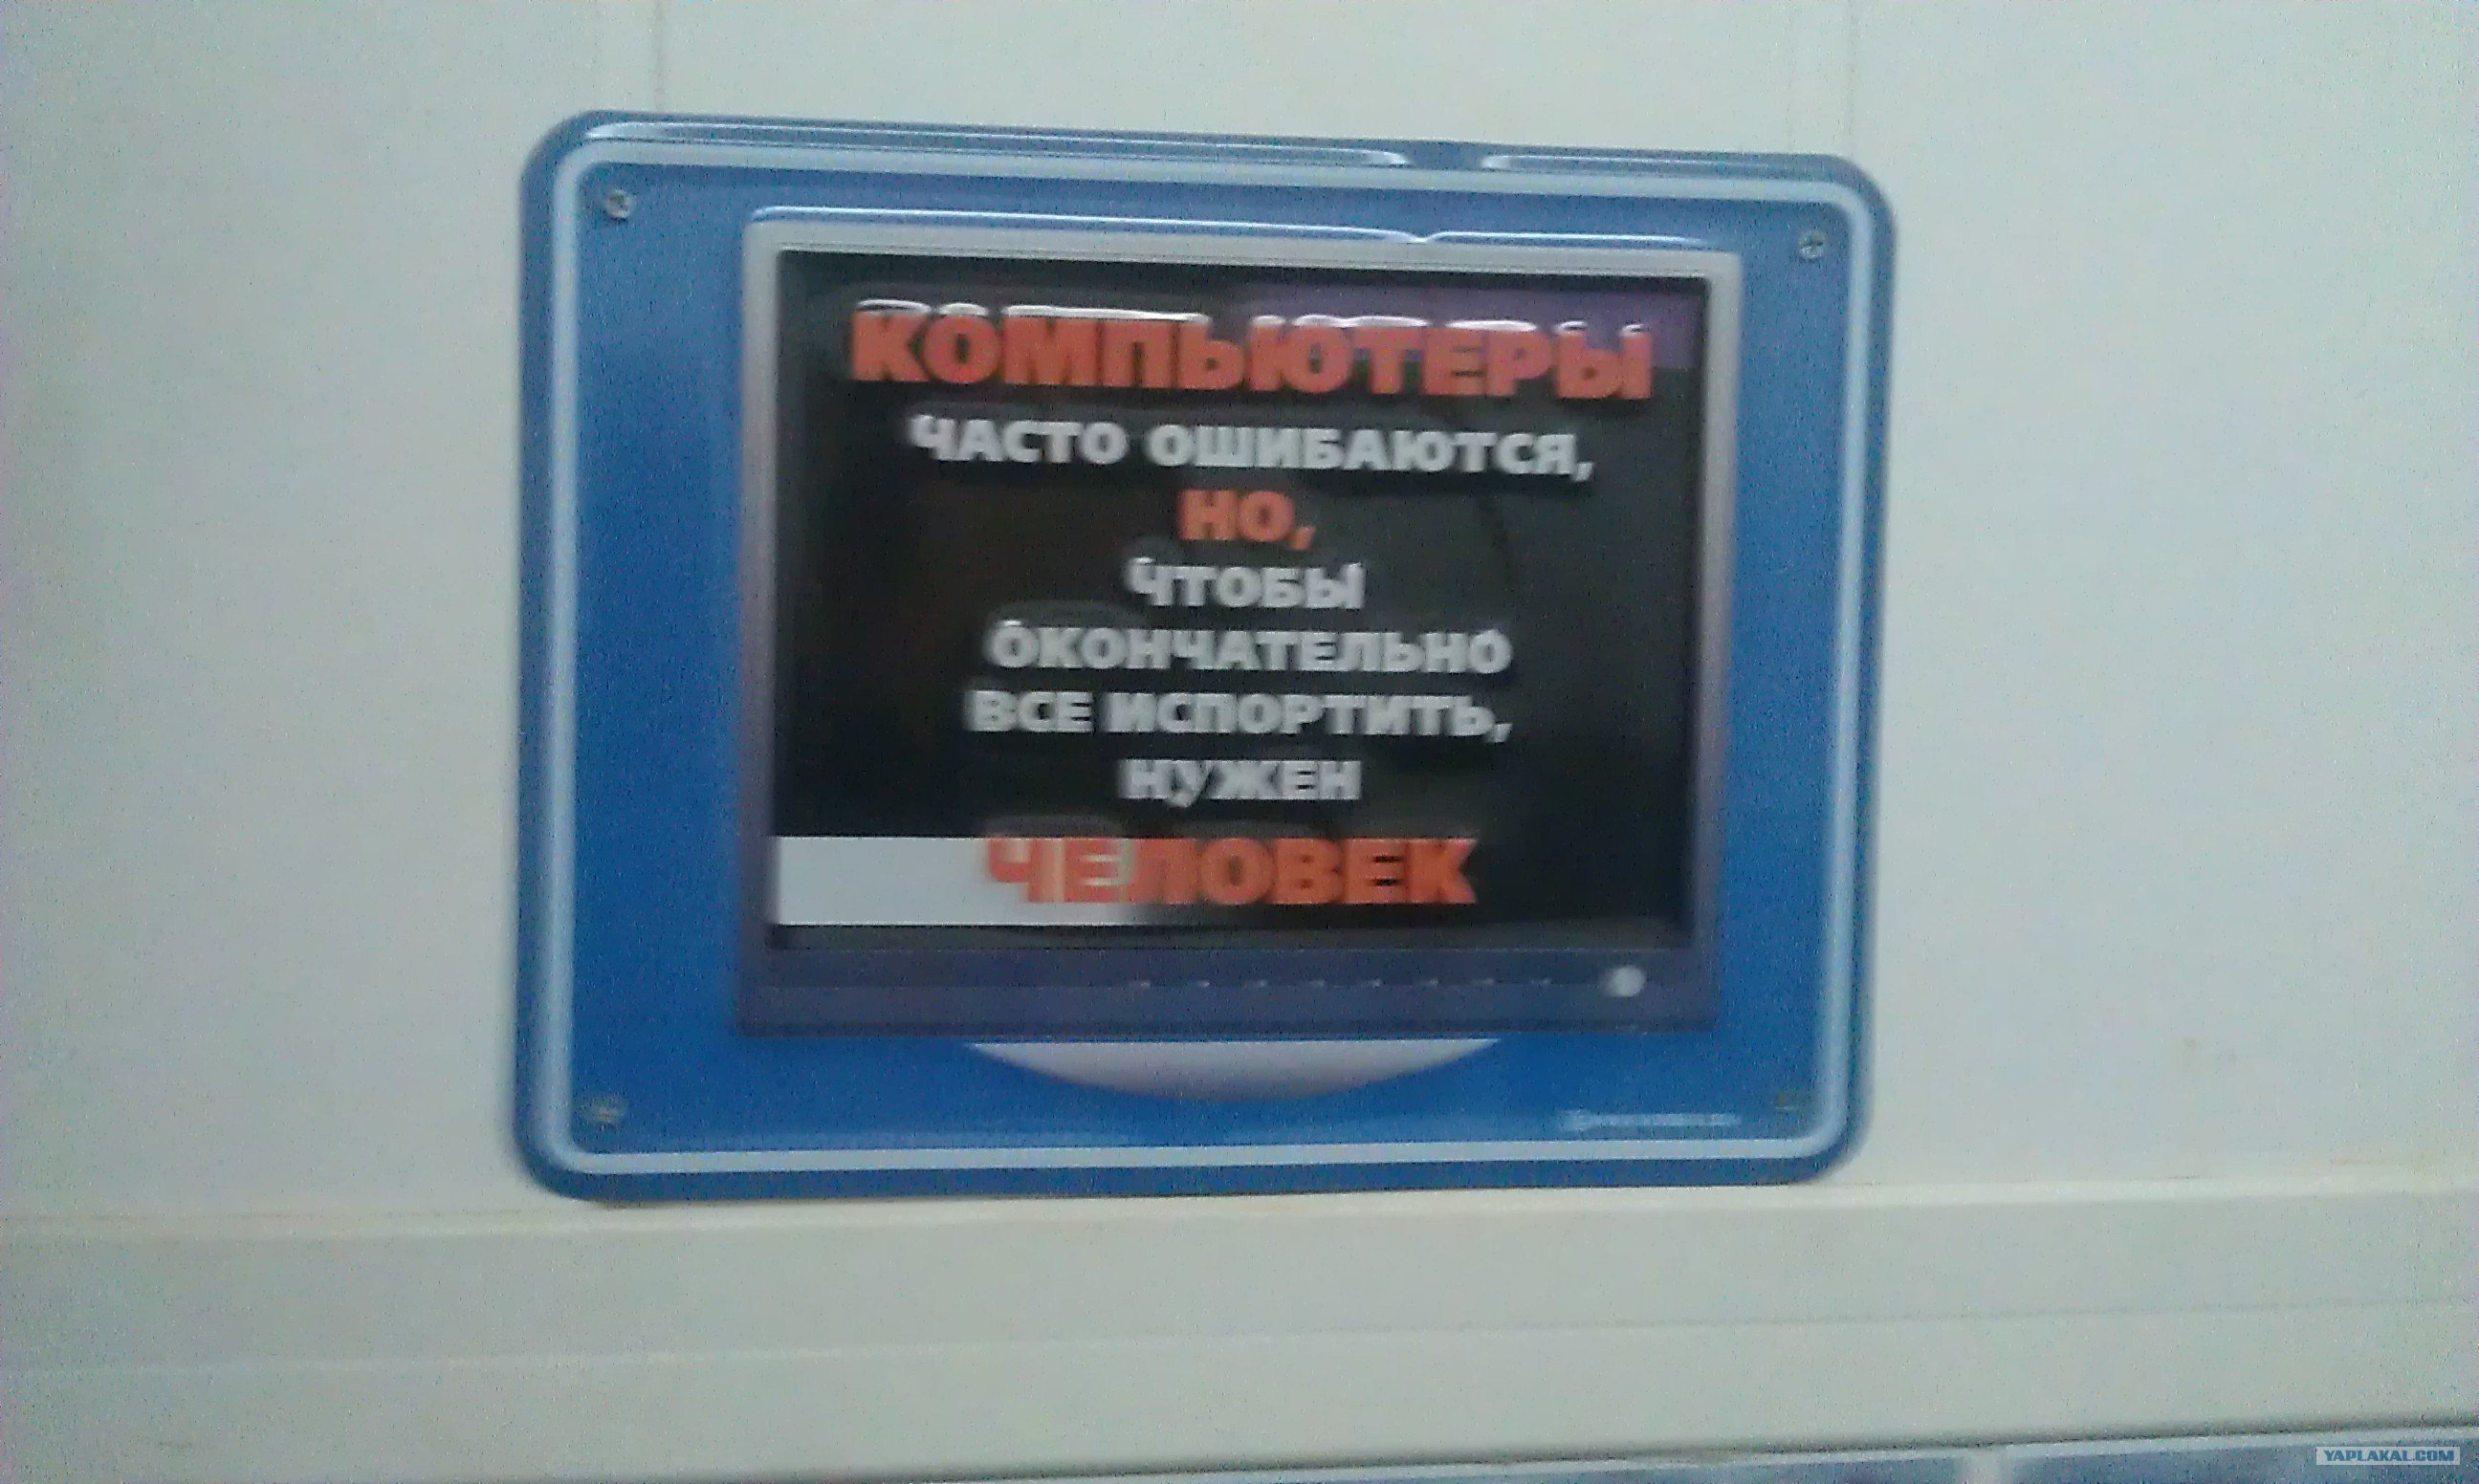 КОМПЬЮТЕРЫ
ЧАСТО ОШИБАЮТСЯ,
НО,
ЧТОБЫ
ОКОНЧАТЕЛЬНО
ВСЕ ИСПОРТИТЬ,
НУЖЕН
ЧЕЛОВЕК
YAPLAKAL.COM